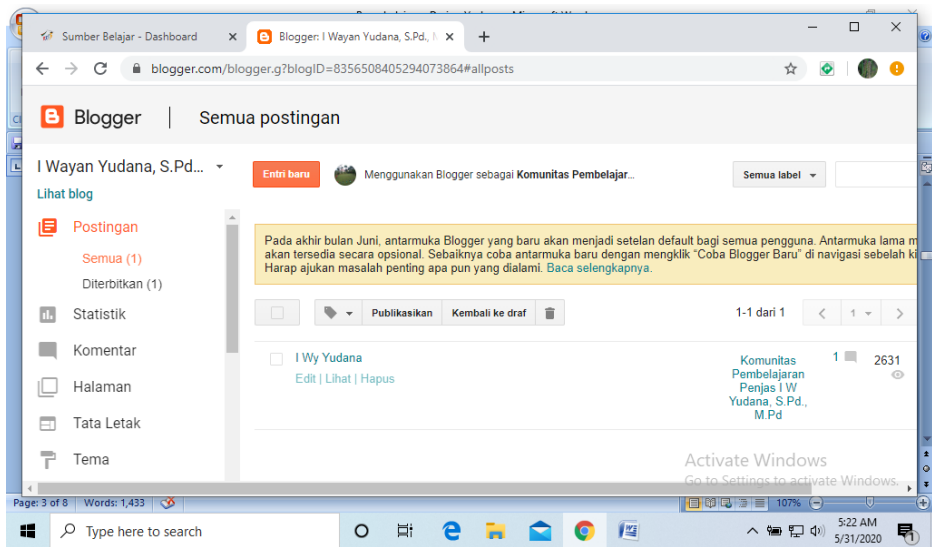 Sumber Belajar - Dashboard
Blogger: I Wayan Yudana, S.Pd.,
blogger.com/blogger.g?blogID=8356508405294073864#allposts
Blogger
Semua postingan
I Wayan Yudana, S.Pd...
Lihat blog
Entri baru
Menggunakan Blogger sebagai Komunitas Pembelajar...
Semua label
Postingan
Semua (1)
Diterbitkan (1)
Statistik
Komentar
Halaman
Tata Letak
Tema
Pada akhir bulan Juni, antarmuka Blogger yang baru akan menjadi setelan default bagi semua pengguna. Antarmuka lama m
akan tersedia secara opsional. Sebaiknya coba antarmuka baru dengan mengklik “Coba Blogger Baru” di navigasi sebelah ki
Harap ajukan masalah penting apa pun yang dialami. Baca selengkapnya.
Publikasikan
Kembali ke draf
1-1 dari 1
1
I Wy Yudana
Edit | Lihat | Hapus
Komunitas
Pembelajaran
Penjas I W
Yudana, S.Pd.,
M.Pd
1
2631
Activate Windows
Go to Settings to activate Windows.
Page: 3 of 8
Words: 1,433
107%
Type here to search
5:22 AM
5/31/2020